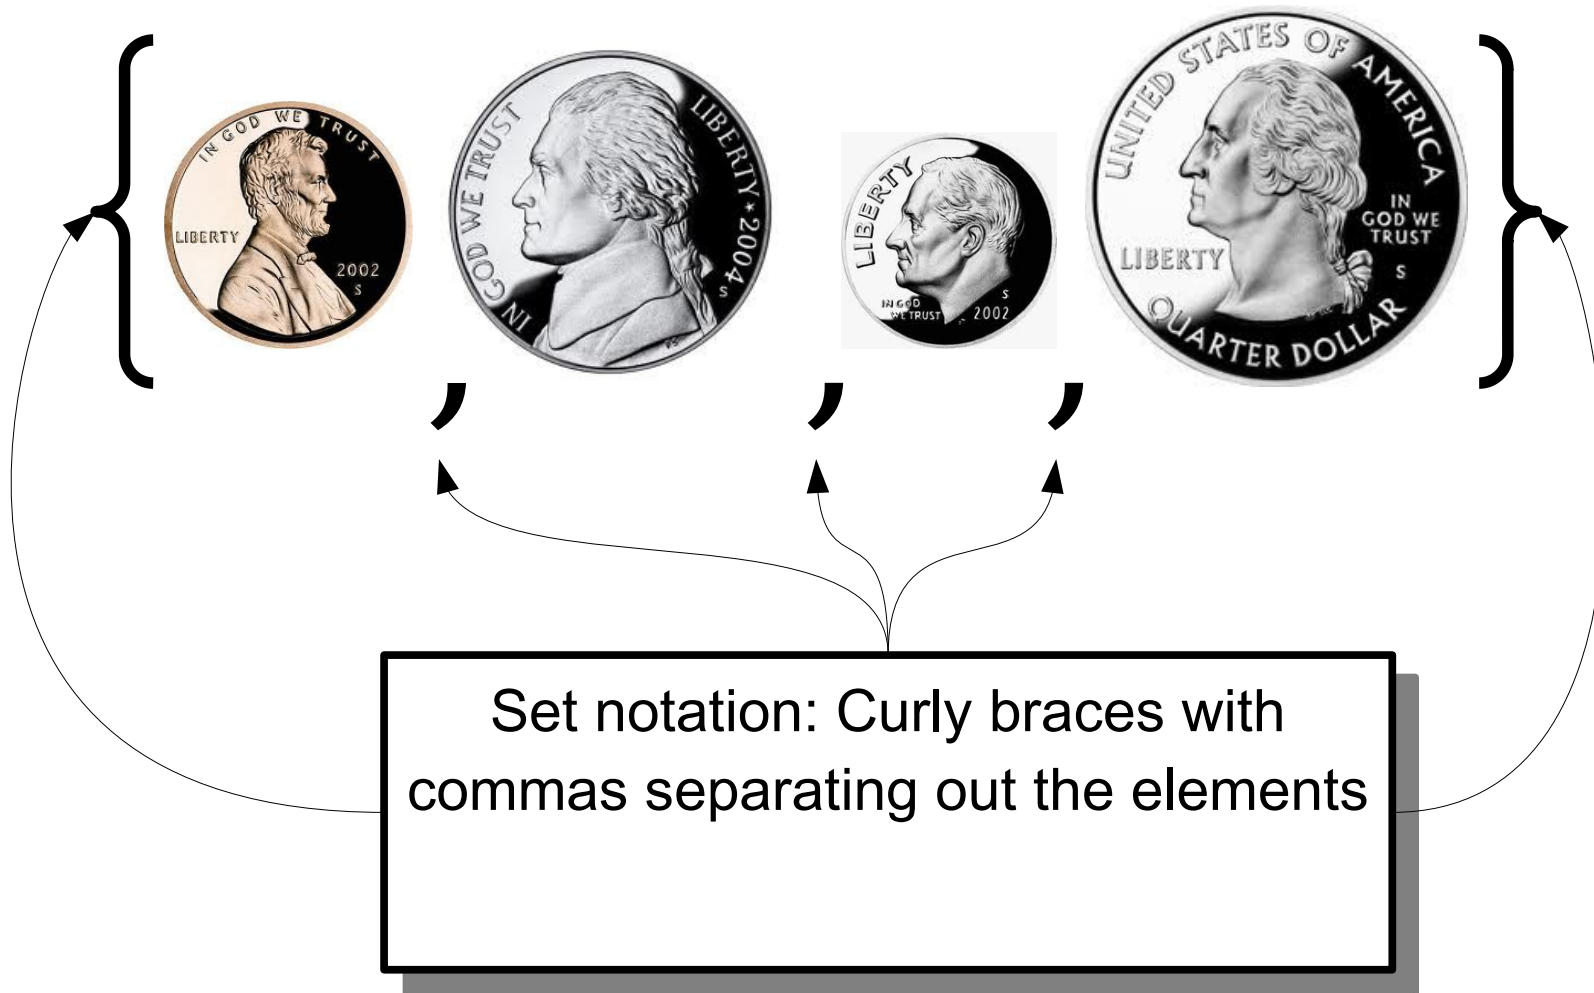 { , , , }
IN GOD WE TRUST
LIBERTY
2002
S
IN GOD WE TRUST
LIBERTY * 2004
S
LIBERTY
IN GOD
WE TRUST
S
2002
UNITED STATES OF AMERICA
LIBERTY
IN
GOD WE
TRUST
S
QUARTER DOLLAR
Set notation: Curly braces with
commas separating out the elements